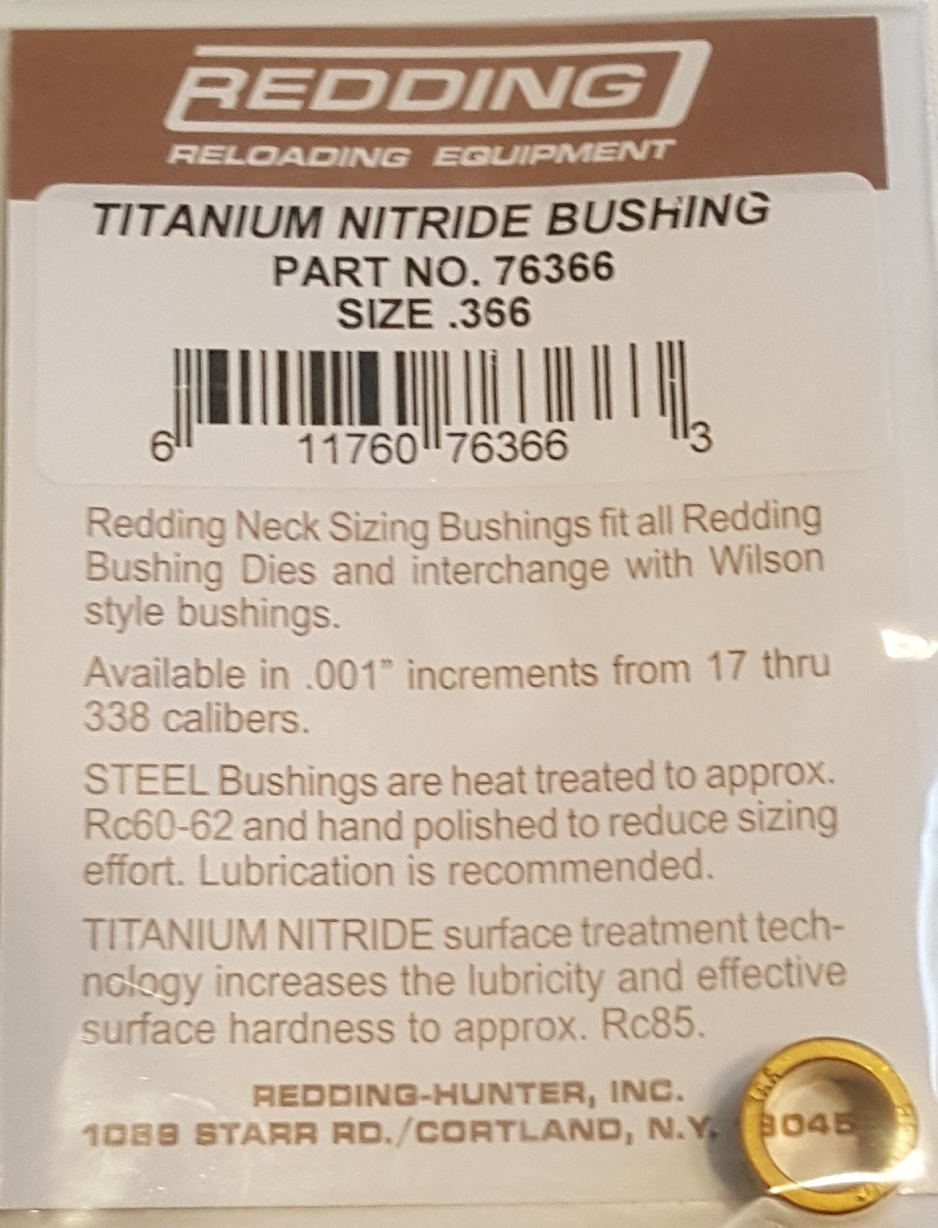 REDDING
RELOADING EQUIPMENT
TITANIUM NITRIDE BUSHING
PART NO. 76366
SIZE .366
6 11760 76366 3
Redding Neck Sizing Bushings fit all Redding
Bushing Dies and interchange with Wilson
style bushings.
Available in .001” increments from 17 thru
338 calibers.
STEEL Bushings are heat treated to approx.
Rc60-62 and hand polished to reduce sizing
effort. Lubrication is recommended.
TITANIUM NITRIDE surface treatment tech-
nology increases the lubricity and effective
surface hardness to approx. Rc85.
REDDING-HUNTER, INC.
1089 STARR RD./CORTLAND, N.Y. 3045